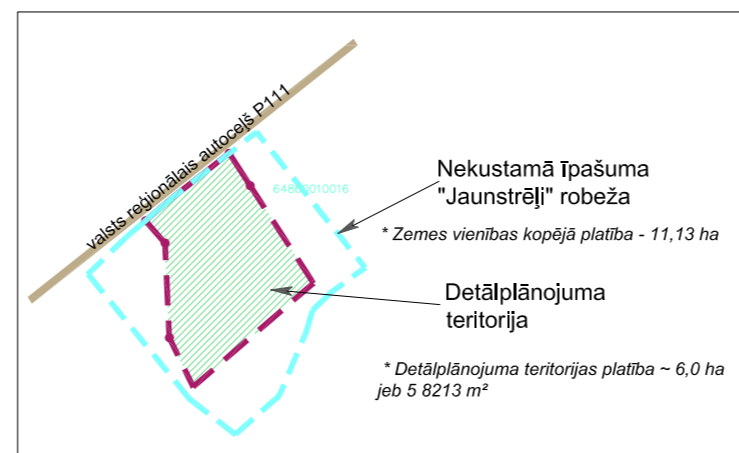 valsts reģionālais autoceļš P111
64860010016
Nekustamā īpašuma
"Jaunstrēļi" robeža
* Zemes vienības kopējā platība - 11,13 ha
Detālplānojuma
teritorija
* Detālplānojuma teritorijas platība ~ 6,0 ha
jeb 5 8213 m²